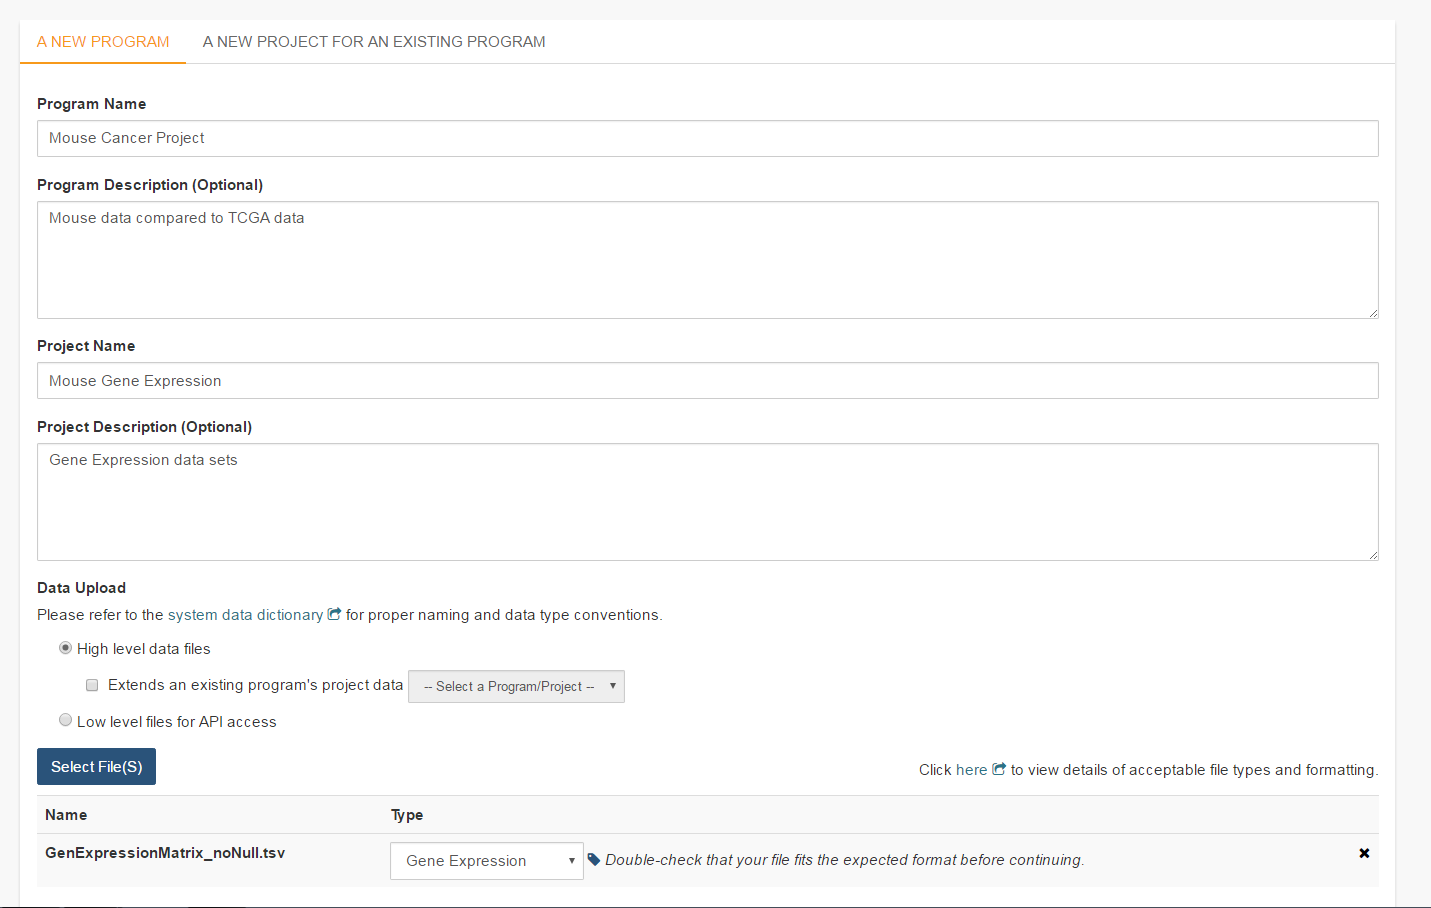 A NEW PROGRAM A NEW PROJECT FOR AN EXISTING PROGRAM
Program Name
Mouse Cancer Project
Program Description (Optional)
Mouse data compared to TCGA data
Project Name
Mouse Gene Expression
Project Description (Optional)
Gene Expression data sets
Data Upload
Please refer to the system data dictionary for proper naming and data type conventions.
High level data files
Extends an existing program's project data -- Select a Program/Project --
Low level files for API access
Select File(S) Click here to view details of acceptable file types and formatting.
Name Type
GenExpressionMatrix_noNull.tsv Gene Expression Double-check that your file fits the expected format before continuing.